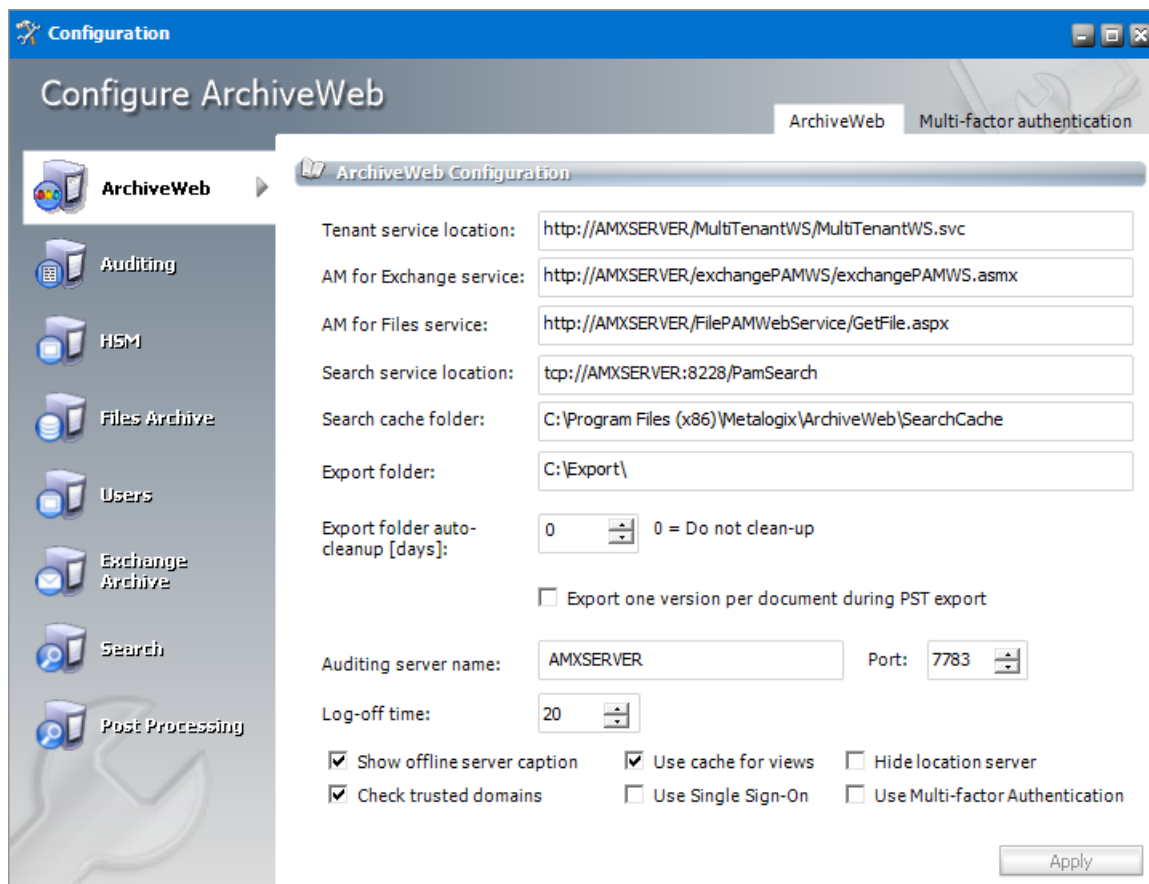 Configuration
Configure ArchiveWeb
ArchiveWeb
Multi-factor authentication
ArchiveWeb
Auditing
HSM
Files Archive
Users
Exchange
Archive
Search
Post Processing
ArchiveWeb Configuration
Tenant service location: http://AMXSERVER/MultiTenantWS/MultiTenantWS.svc
AM for Exchange service: http://AMXSERVER/exchangePAMWS/exchangePAMWS.asmx
AM for Files service: http://AMXSERVER/FilePAMWebService/GetFile.aspx
Search service location: tcp://AMXSERVER:8228/PamSearch
Search cache folder: C:\Program Files (x86)\Metalogix\ArchiveWeb\SearchCache
Export folder: C:\Export\
Export folder auto-
cleanup [days]: 0 0 = Do not clean-up
Export one version per document during PST export
Auditing server name: AMXSERVER Port: 7783
Log-off time: 20
Show offline server caption Use cache for views Hide location server
Check trusted domains Use Single Sign-On Use Multi-factor Authentication
Apply